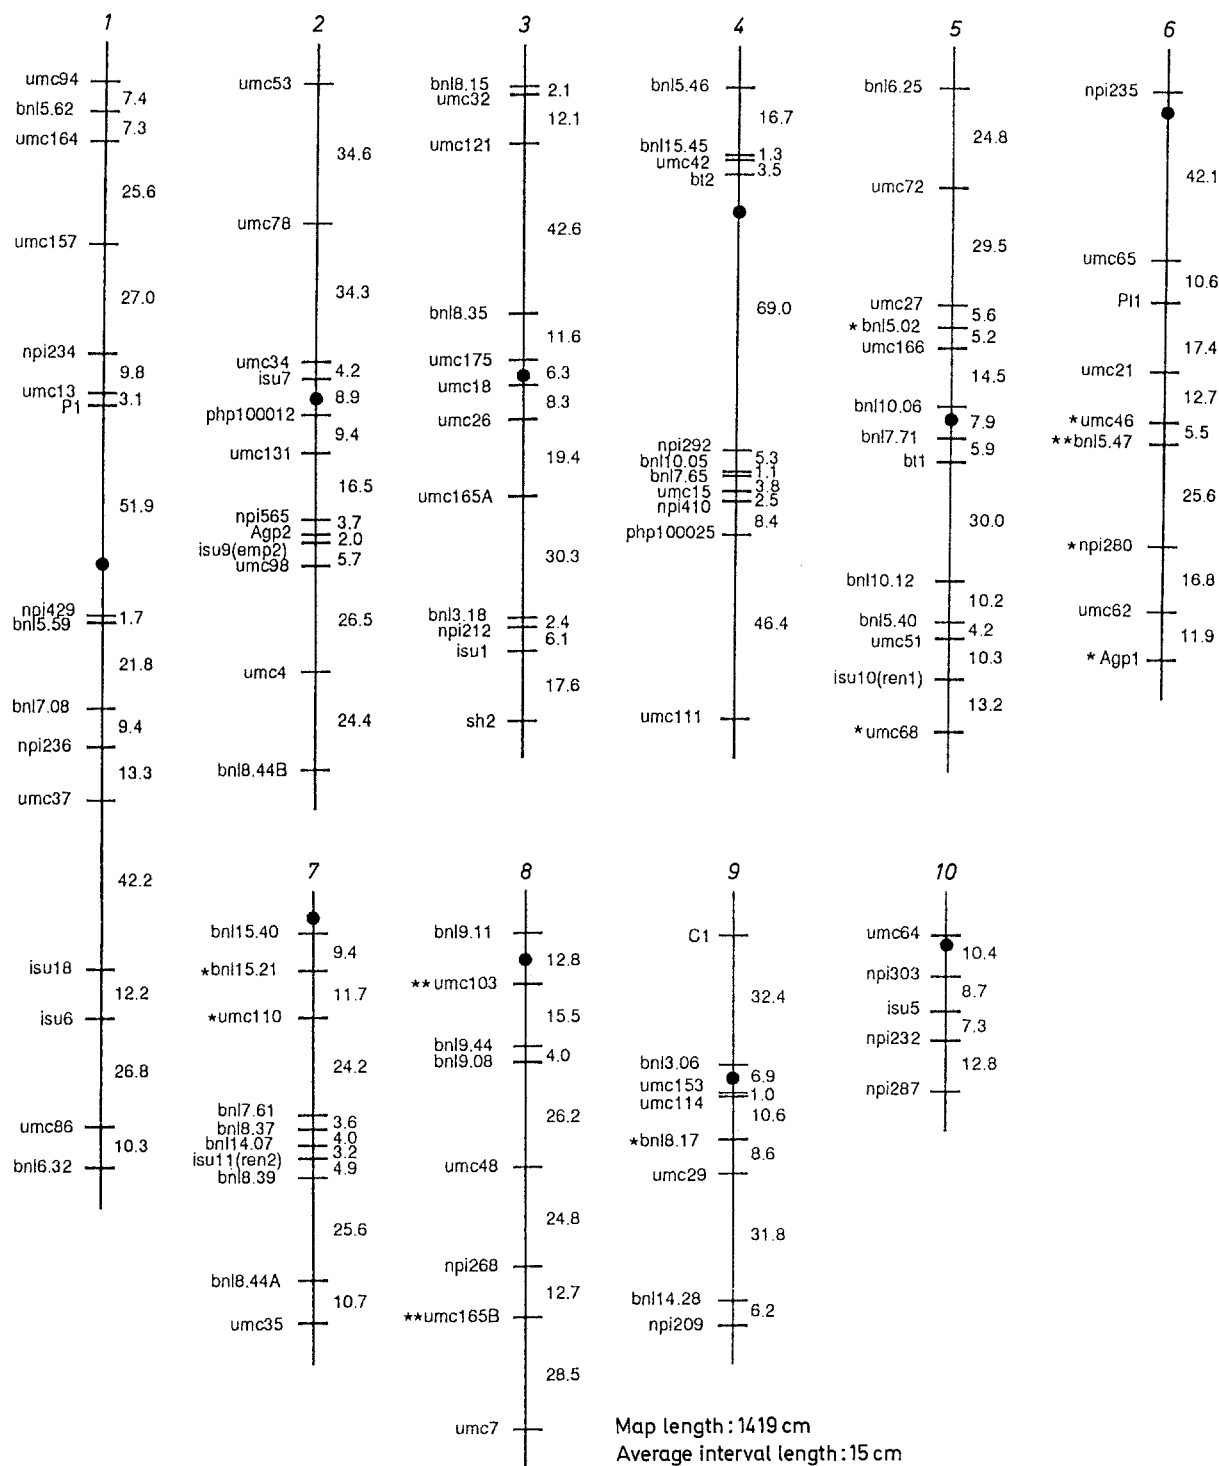 1
umc94
7.4
bnl5.62
7.3
umc164
25.6
umc157
27.0
npi234
9.8
umc13
3.1
P1
51.9
npi429
1.7
bnl5.59
21.8
bnl7.08
9.4
npi236
13.3
umc37
42.2
isu18
12.2
isu6
26.8
umc86
10.3
bnl6.32
2
umc53
34.6
umc78
34.3
umc34
4.2
isu7
8.9
php100012
9.4
umc131
16.5
npi565
3.7
Agp2
2.0
isu9(emp2)
5.7
umc98
26.5
umc4
24.4
bnl8.44B
3
bnl8.15
2.1
umc32
12.1
umc121
42.6
bnl8.35
11.6
umc175
6.3
umc18
8.3
umc26
19.4
umc165A
30.3
bnl3.18
2.4
npi212
6.1
isu1
17.6
sh2
4
bnl5.46
16.7
bnl15.45
1.3
umc42
3.5
bt2
69.0
npi292
5.3
bnl10.05
1.1
bnl7.65
3.8
umc15
2.5
npi410
8.4
php100025
46.4
umc111
5
bnl6.25
24.8
umc72
29.5
umc27
5.6
*bnl5.02
5.2
umc166
14.5
bnl10.06
7.9
bnl7.71
5.9
bt1
30.0
bnl10.12
10.2
bnl5.40
4.2
umc51
10.3
isu10(ren1)
13.2
*umc68
6
npi235
42.1
umc65
10.6
Pl1
17.4
umc21
12.7
*umc46
5.5
**bnl5.47
25.6
*npi280
16.8
umc62
11.9
*Agp1
7
bnl15.40
9.4
*bnl15.21
11.7
*umc110
24.2
bnl7.61
3.6
bnl8.37
4.0
bnl14.07
3.2
isu11(ren2)
4.9
bnl8.39
25.6
bnl8.44A
10.7
umc35
8
bnl9.11
12.8
**umc103
15.5
bnl9.44
4.0
bnl9.08
26.2
umc48
24.8
npi268
12.7
**umc165B
28.5
umc7
9
C1
32.4
bnl3.06
6.9
umc153
1.0
umc114
10.6
*bnl8.17
8.6
umc29
31.8
bnl14.28
6.2
npi209
10
umc64
10.4
npi303
8.7
isu5
7.3
npi232
12.8
npi287
Map length: 1419 cm
Average interval length: 15 cm